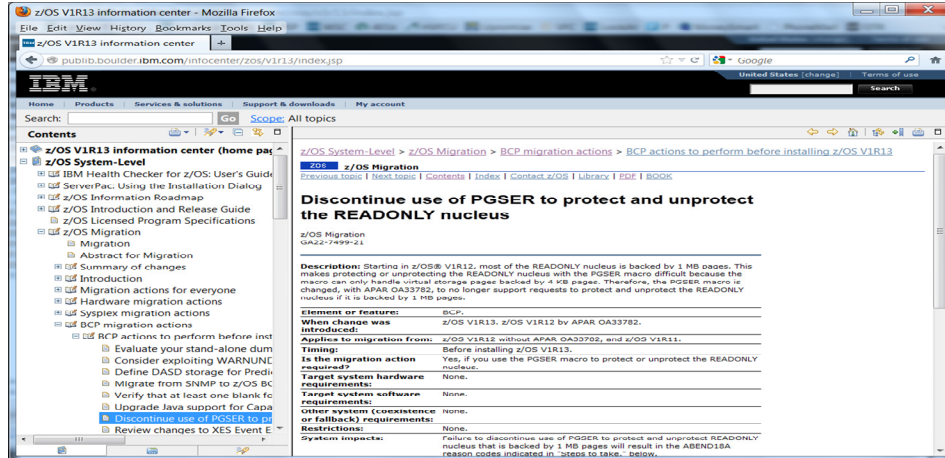 z/OS V1R13 information center - Mozilla Firefox
File Edit View History Bookmarks Tools Help
z/OS V1R13 information center +
publib.boulder.ibm.com/infocenter/zos/v1r13/index.jsp
Google
IBM
United States [change] Terms of use
Search
Home Products Services & solutions Support & downloads My account
Search: Go Scope: All topics
Contents
z/OS V1R13 information center (home pag
z/OS System-Level
IBM Health Checker for z/OS: User's Guide
ServerPac: Using the Installation Dialog
z/OS Information Roadmap
z/OS Introduction and Release Guide
z/OS Licensed Program Specifications
z/OS Migration
Migration
Abstract for Migration
Summary of changes
Introduction
Migration actions for everyone
Hardware migration actions
Sysplex migration actions
BCP migration actions
BCP actions to perform before inst
Evaluate your stand-alone dum
Consider exploiting WARNUND
Define DASD storage for Predi
Migrate from SNMP to z/OS BC
Verify that at least one blank fo
Upgrade Java support for Capa
Discontinue use of PGSER to pr
Review changes to XES Event E
z/OS System-Level > z/OS Migration > BCP migration actions > BCP actions to perform before installing z/OS V1R13
ZOS z/OS Migration
Previous topic | Next topic | Contents | Index | Contact z/OS | Library | PDF | BOOK
Discontinue use of PGSER to protect and unprotect
the READONLY nucleus
z/OS Migration
GA22-7499-21
Description: Starting in z/OS® V1R12, most of the READONLY nucleus is backed by 1 MB pages. This
makes protecting or unprotecting the READONLY nucleus with the PGSER macro difficult because the
macro can only handle virtual storage pages backed by 4 KB pages. Therefore, the PGSER macro is
changed, with APAR OA33782, to no longer support requests to protect and unprotect the READONLY
nucleus if it is backed by 1 MB pages.
Element or feature: BCP.
When change was introduced: z/OS V1R13. z/OS V1R12 by APAR OA33782.
Applies to migration from: z/OS V1R12 without APAR OA33782, and z/OS V1R11.
Timing: Before installing z/OS V1R13.
Is the migration action required? Yes, if you use the PGSER macro to protect or unprotect the READONLY nucleus.
Target system hardware requirements: None.
Target system software requirements: None.
Other system (coexistence or fallback) requirements: None.
Restrictions: None.
System impacts: Failure to discontinue use of PGSER to protect and unprotect READONLY
nucleus that is backed by 1 MB pages will result in the ABEND18A
reason codes indicated in "Steps to take," below.